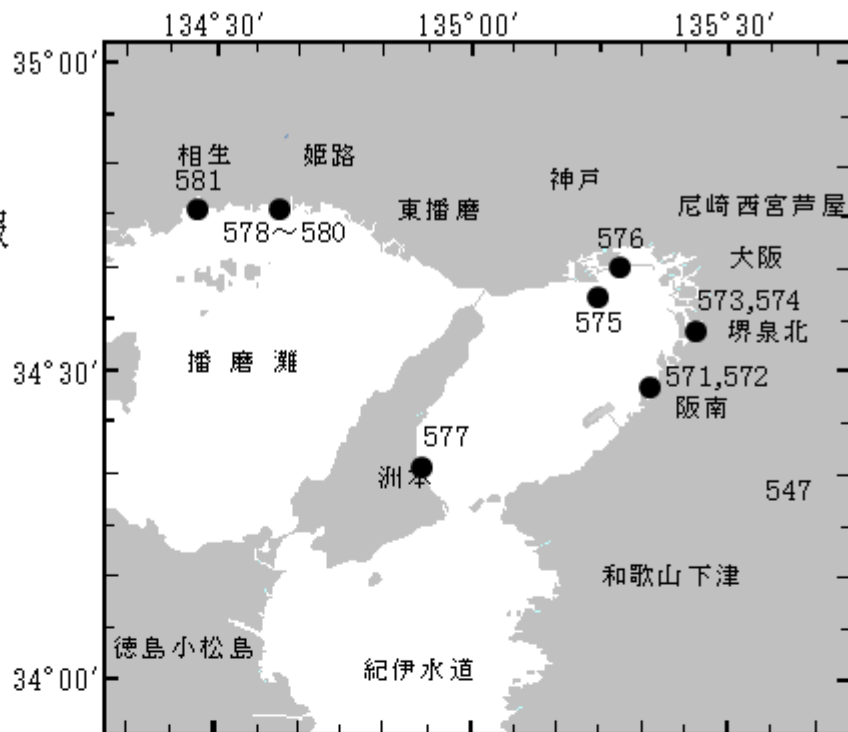 134°30′ 135°00′ 135°30′
35°00′
相生 姫路
581
神戸
東播磨
尼崎西宮芦屋
578～580
576
大阪
573,574
575
堺泉北
播磨灘
34°30′
571,572
阪南
577
洲本
547
和歌山下津
徳島小松島
紀伊水道
34°00′